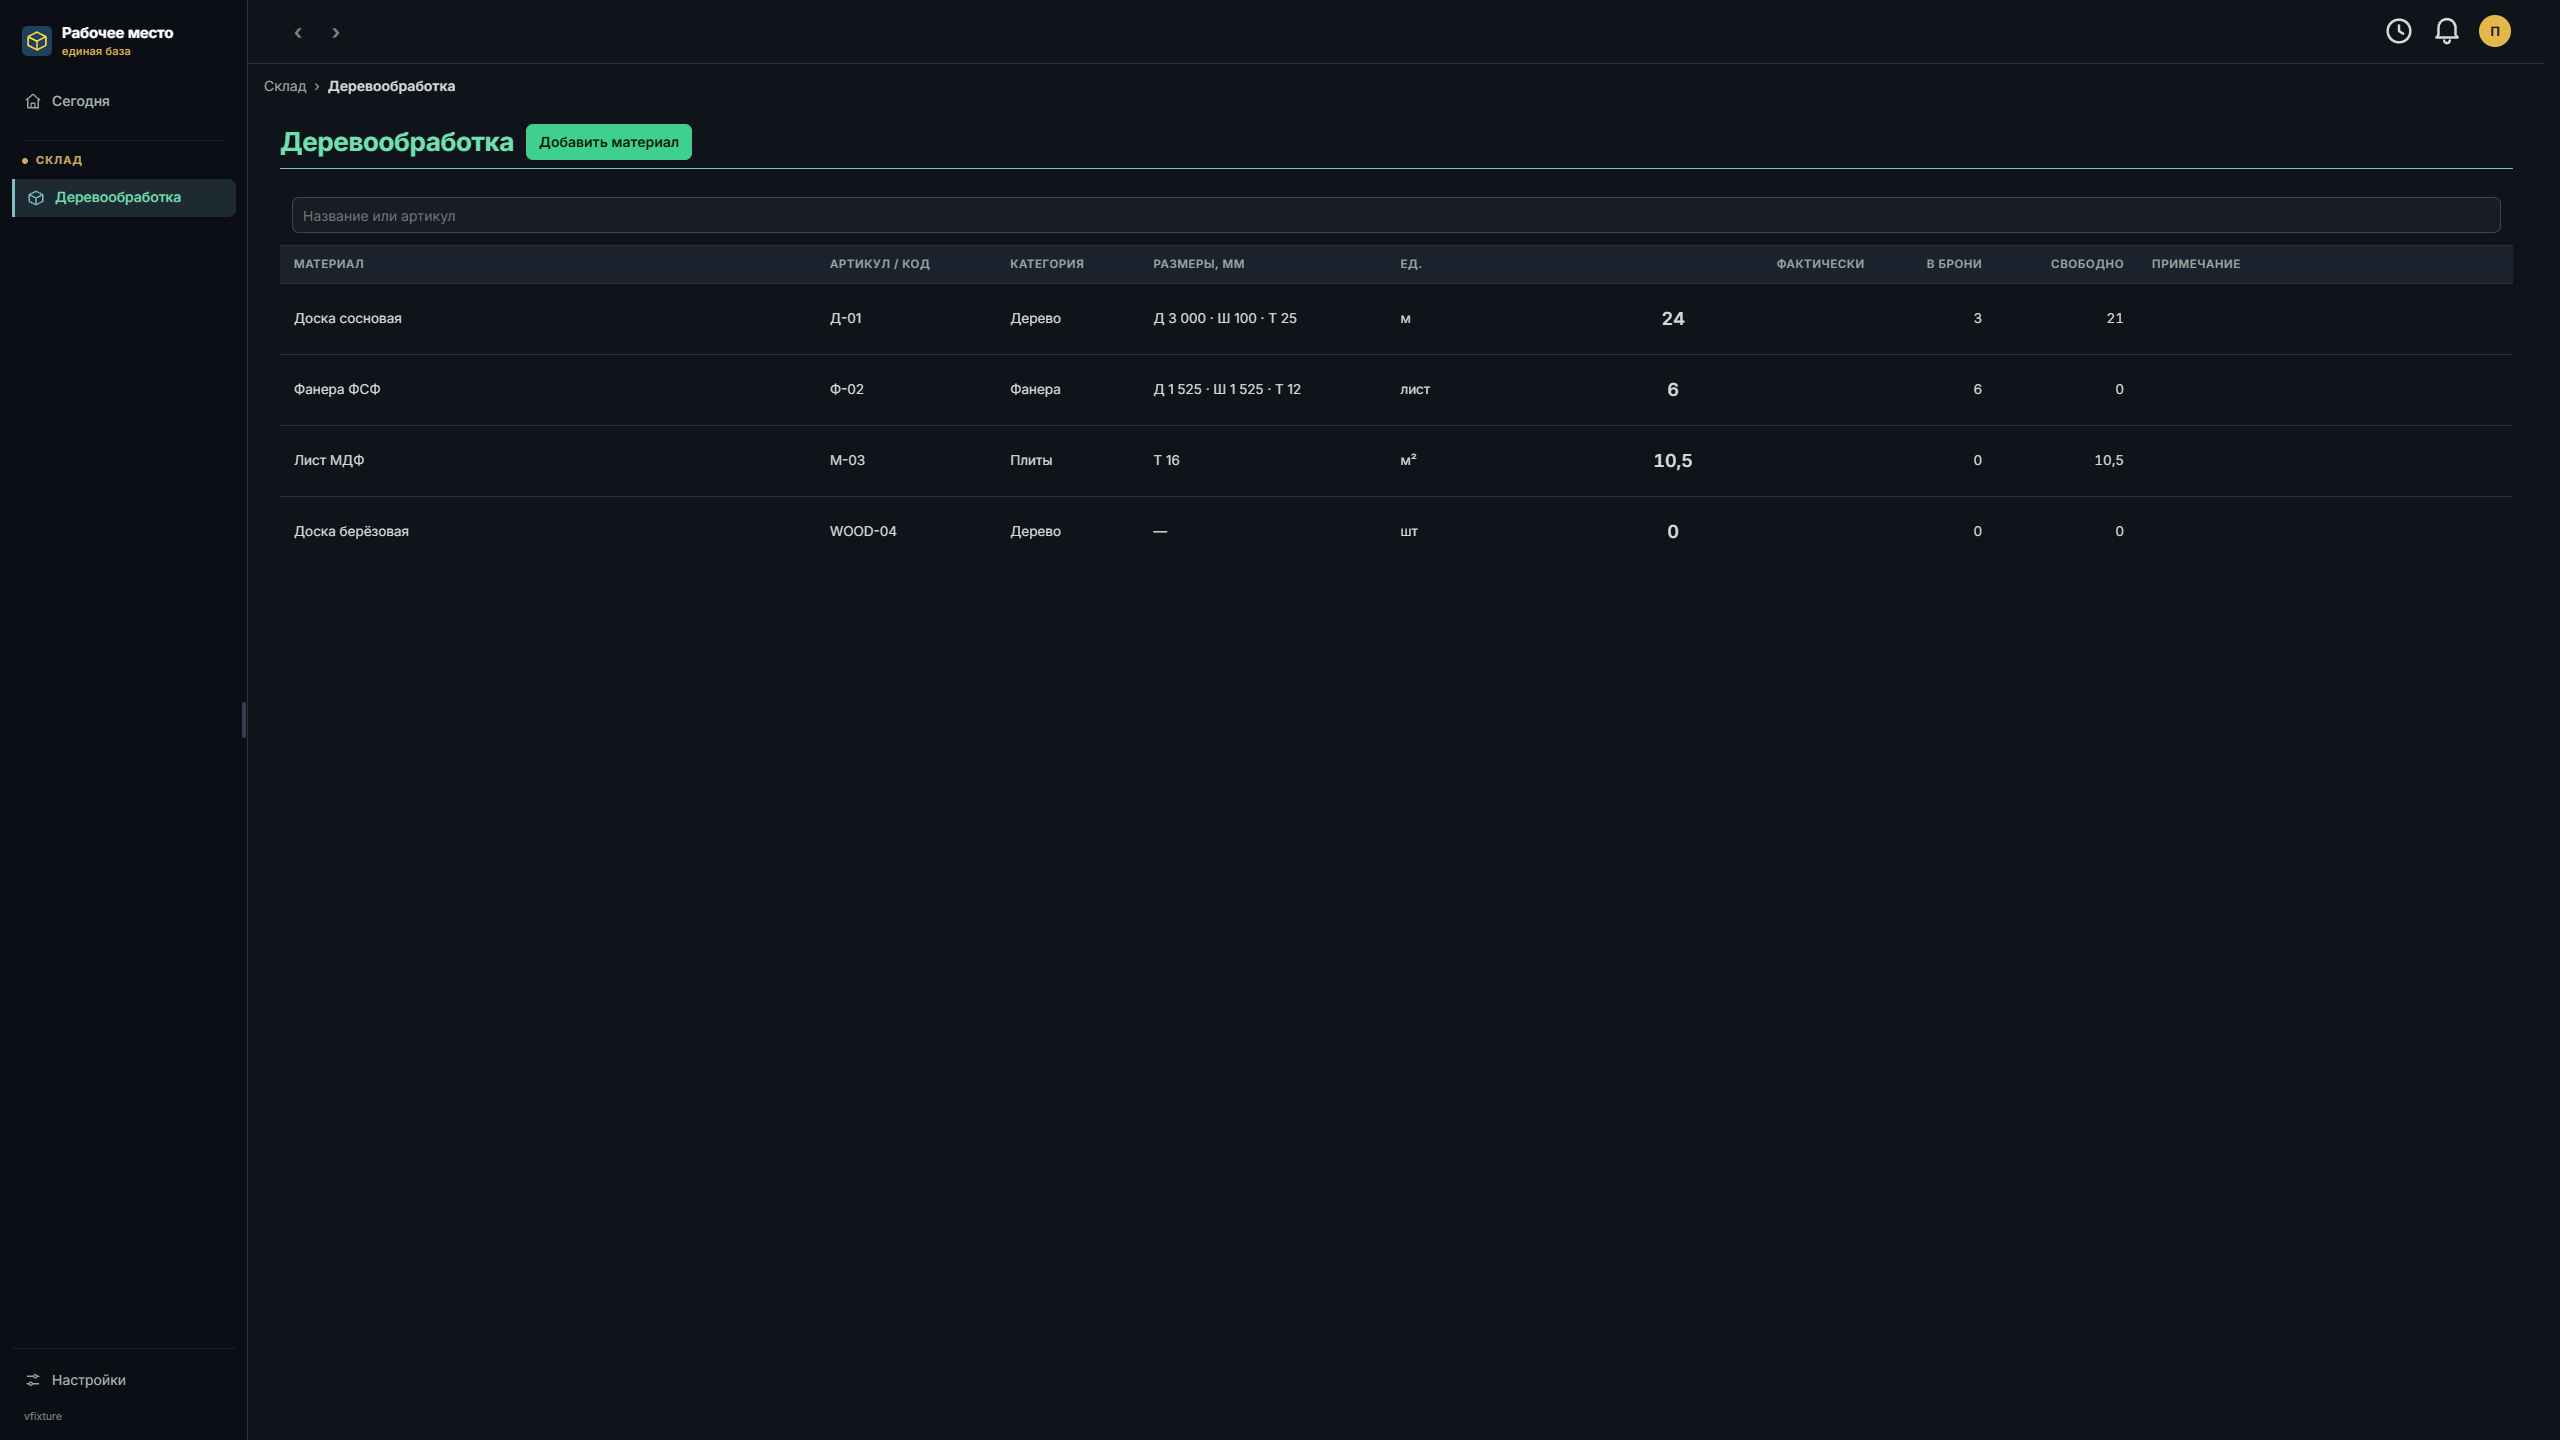 Рабочее место
единая база
Сегодня
СКЛАД
Деревообработка
Настройки
vfixture
П
Склад › Деревообработка
Деревообработка
Добавить материал
Название или артикул
МАТЕРИАЛ АРТИКУЛ / КОД КАТЕГОРИЯ РАЗМЕРЫ, ММ ЕД. ФАКТИЧЕСКИ В БРОНИ СВОБОДНО ПРИМЕЧАНИЕ
Доска сосновая Д-01 Дерево Д 3 000 · Ш 100 · Т 25 м 24 3 21
Фанера ФСФ Ф-02 Фанера Д 1 525 · Ш 1 525 · Т 12 лист 6 6 0
Лист МДФ М-03 Плиты Т 16 м² 10,5 0 10,5
Доска берёзовая WOOD-04 Дерево — шт 0 0 0